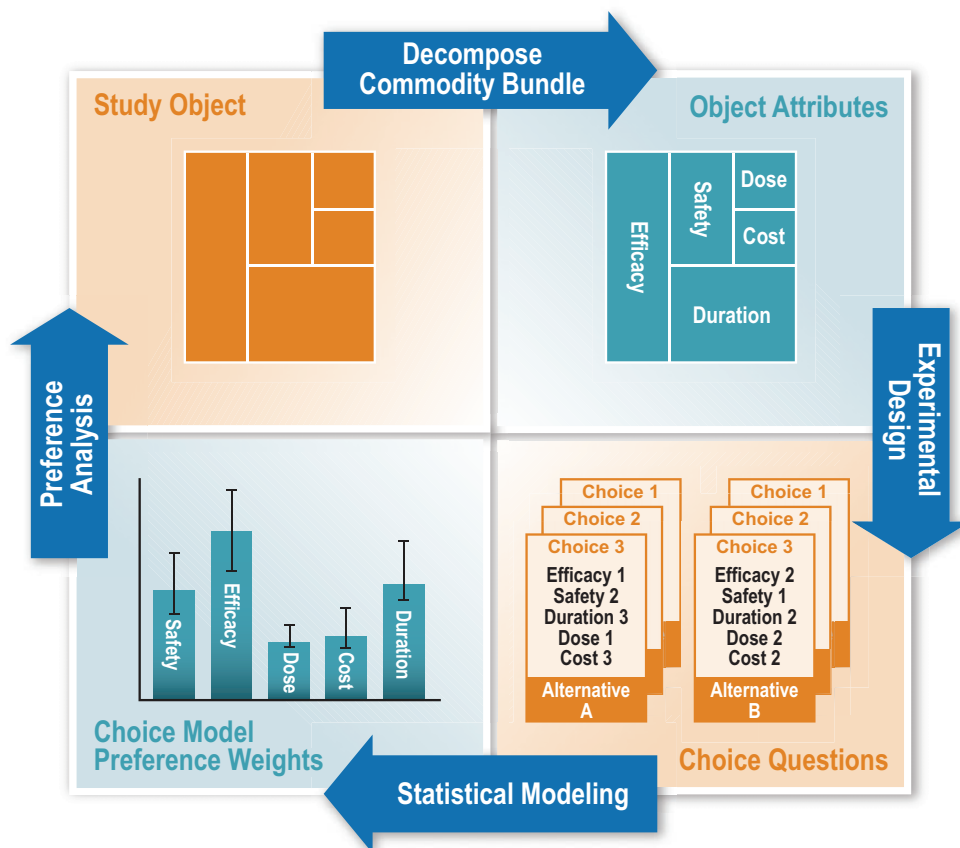 Decompose
Commodity Bundle
Study Object
Object Attributes
Efficacy
Safety
Dose
Cost
Duration
Experimental
Design
Choice 1
Choice 2
Choice 3
Efficacy 1
Safety 2
Duration 3
Dose 1
Cost 3
Alternative
A
Choice 1
Choice 2
Choice 3
Efficacy 2
Safety 1
Duration 2
Dose 2
Cost 2
Alternative
B
Choice Questions
Statistical Modeling
Safety
Efficacy
Dose
Cost
Duration
Choice Model
Preference Weights
Preference
Analysis